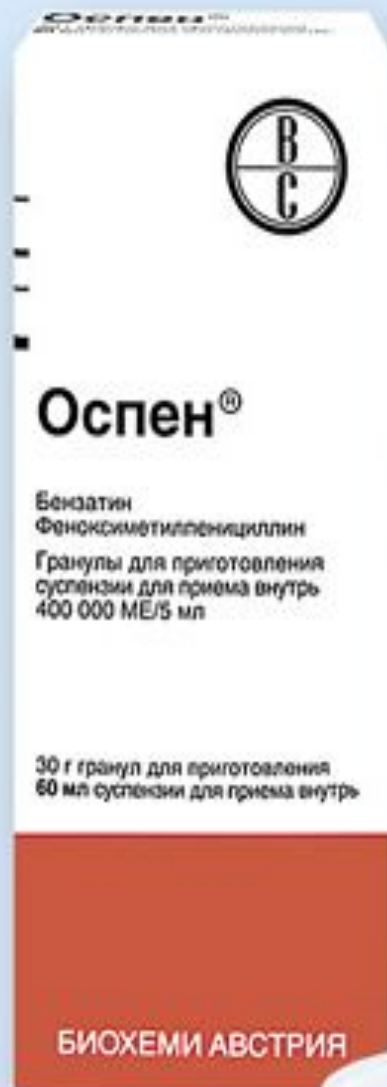 Оспен®
В
С
Оспен®
Бензатин
Феноксиметилпенициллин
Гранулы для приготовления
суспензии для приема внутрь
400 000 МЕ/5 мл
30 г гранул для приготовления
60 мл суспензии для приема внутрь
БИОХЕМИ АВСТРИЯ